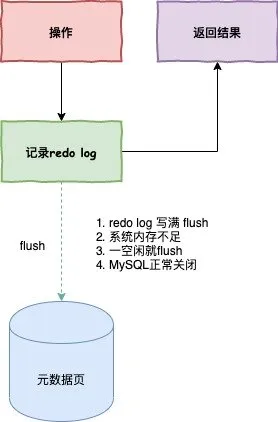 操作
返回结果
记录redo log
flush
1. redo log 写满 flush
2. 系统内存不足
3. 一空闲就flush
4. MySQL正常关闭
元数据页